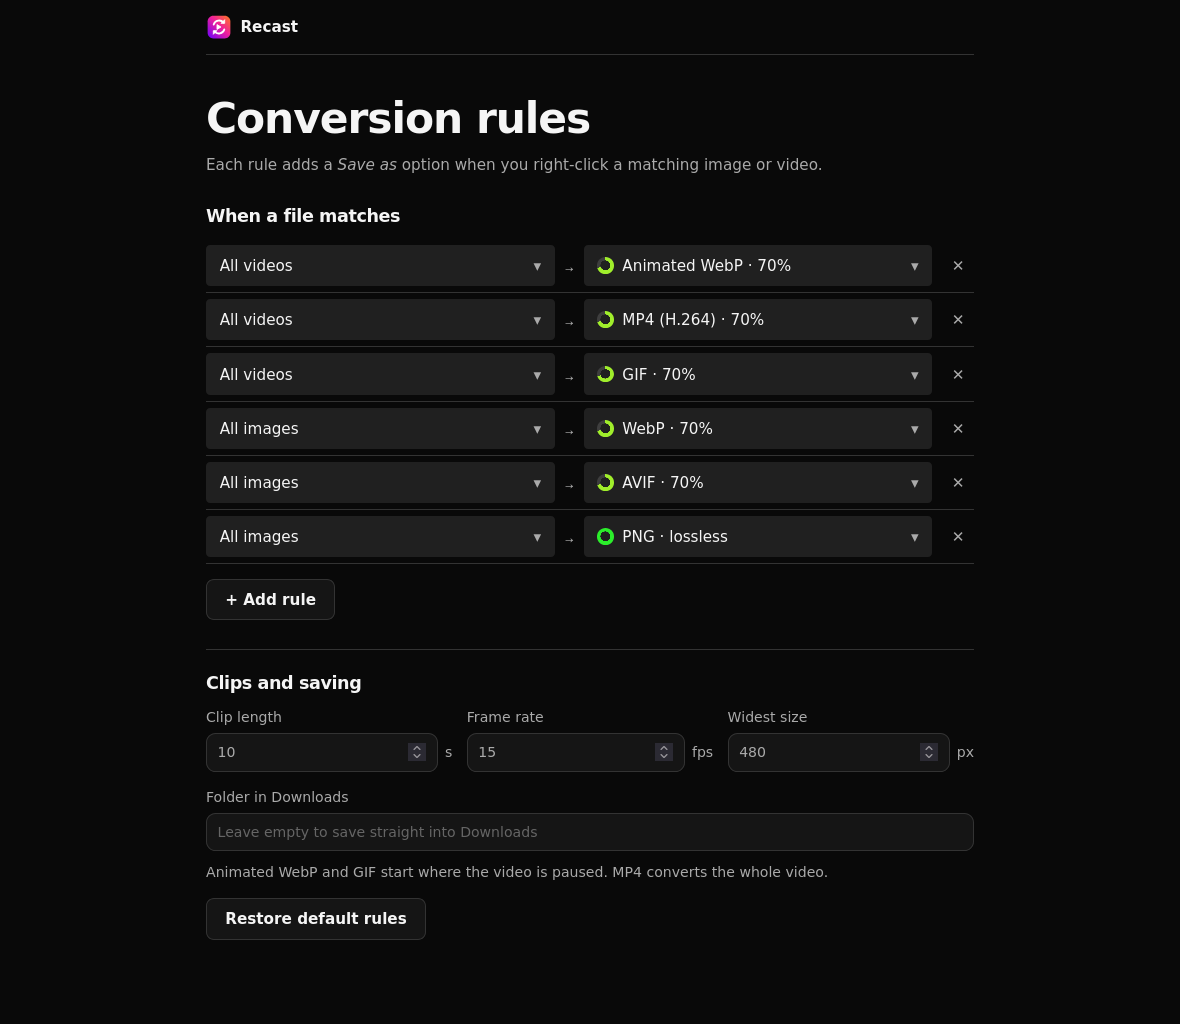 Recast
Conversion rules
Each rule adds a Save as option when you right-click a matching image or video.
When a file matches
All videos ▾ → Animated WebP · 70% ▾ ✕
All videos ▾ → MP4 (H.264) · 70% ▾ ✕
All videos ▾ → GIF · 70% ▾ ✕
All images ▾ → WebP · 70% ▾ ✕
All images ▾ → AVIF · 70% ▾ ✕
All images ▾ → PNG · lossless ▾ ✕
+ Add rule
Clips and saving
Clip length Frame rate Widest size
10 s 15 fps 480 px
Folder in Downloads
Leave empty to save straight into Downloads
Animated WebP and GIF start where the video is paused. MP4 converts the whole video.
Restore default rules